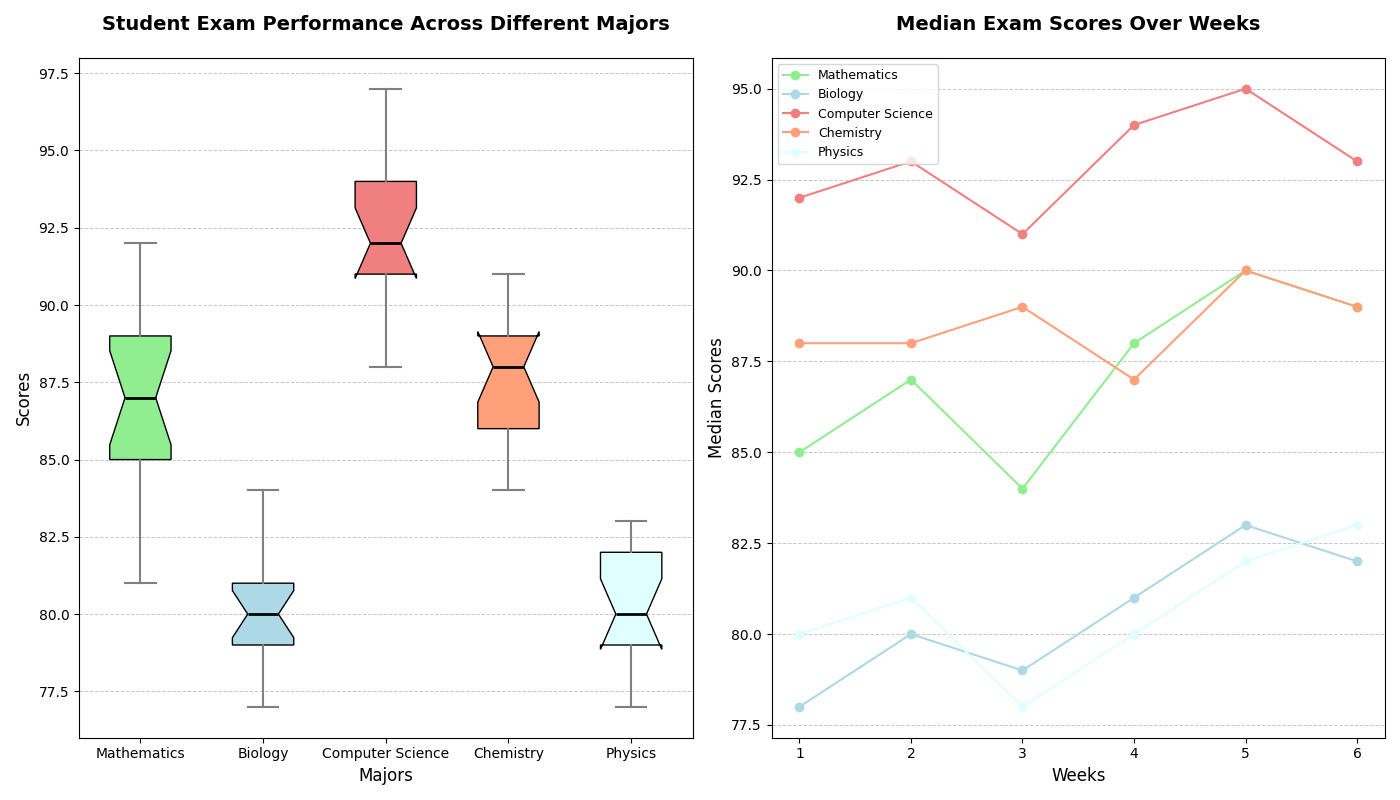 Student Exam Performance Across Different Majors
97.5
95.0
92.5
90.0
87.5
85.0
82.5
80.0
77.5
Scores
Mathematics
Biology
Computer Science
Chemistry
Physics
Majors
Median Exam Scores Over Weeks
Mathematics
Biology
Computer Science
Chemistry
Physics
95.0
92.5
90.0
87.5
85.0
82.5
80.0
77.5
Median Scores
1
2
3
4
5
6
Weeks